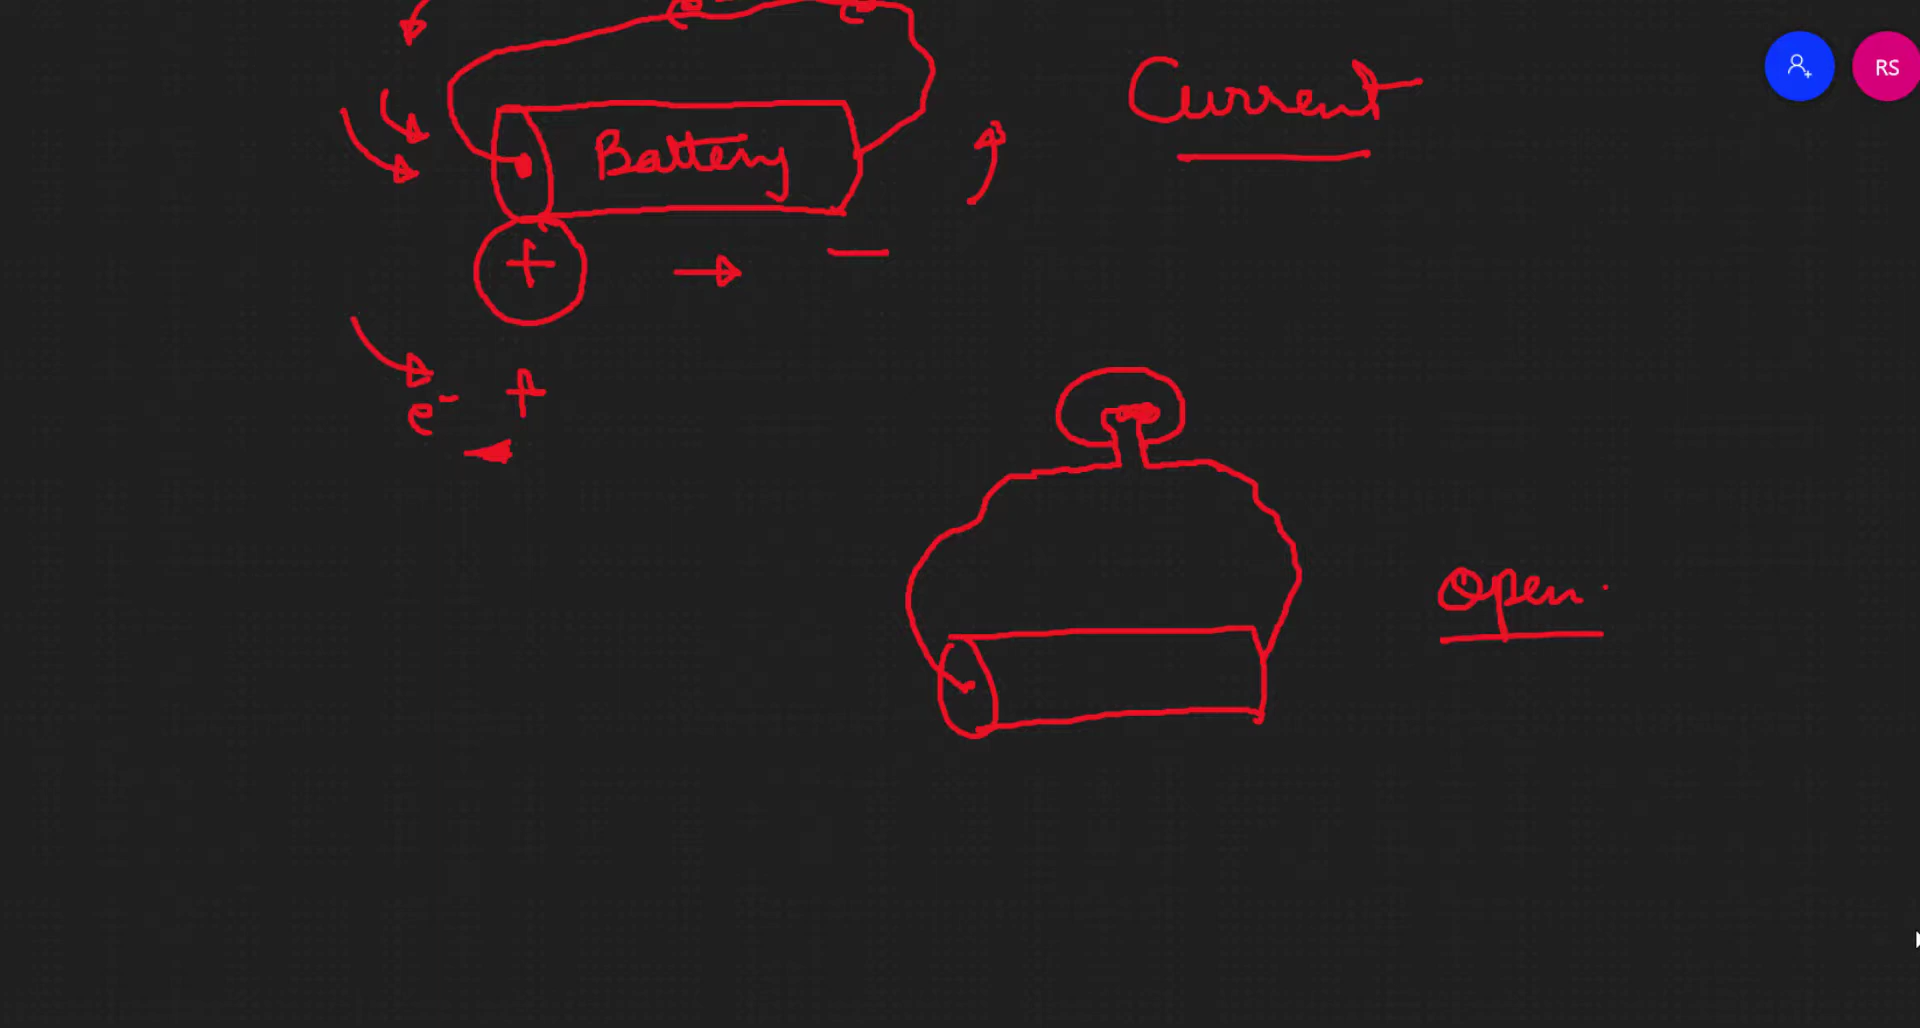 Current
Battery
+ → —
e⁻ +
Open.
RS